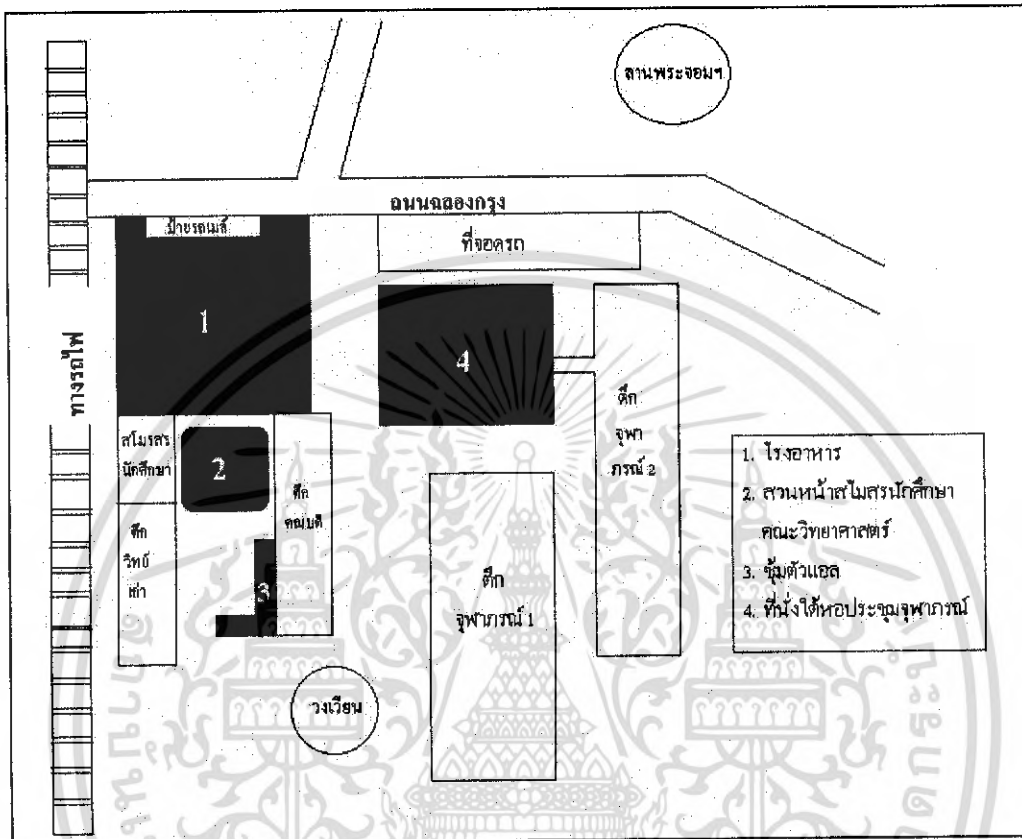 ลานพระจอมฯ
ถนนฉลองกรุง
ป้ายรถเมล์
ที่จอดรถ
ทางรถไฟ
1
4
สโมสร
นักศึกษา
2
ตึก
คณบดี
ตึก
วิทย์
เก่า
3
ตึก
จุฬา
ภรณ์ 2
ตึก
จุฬาภรณ์ 1
วงเวียน
1. โรงอาหาร
2. สวนหน้าสโมสรนักศึกษา
คณะวิทยาศาสตร์
3. ซุ้มตัวแอล
4. ที่นั่งใต้หอประชุมจุฬาภรณ์